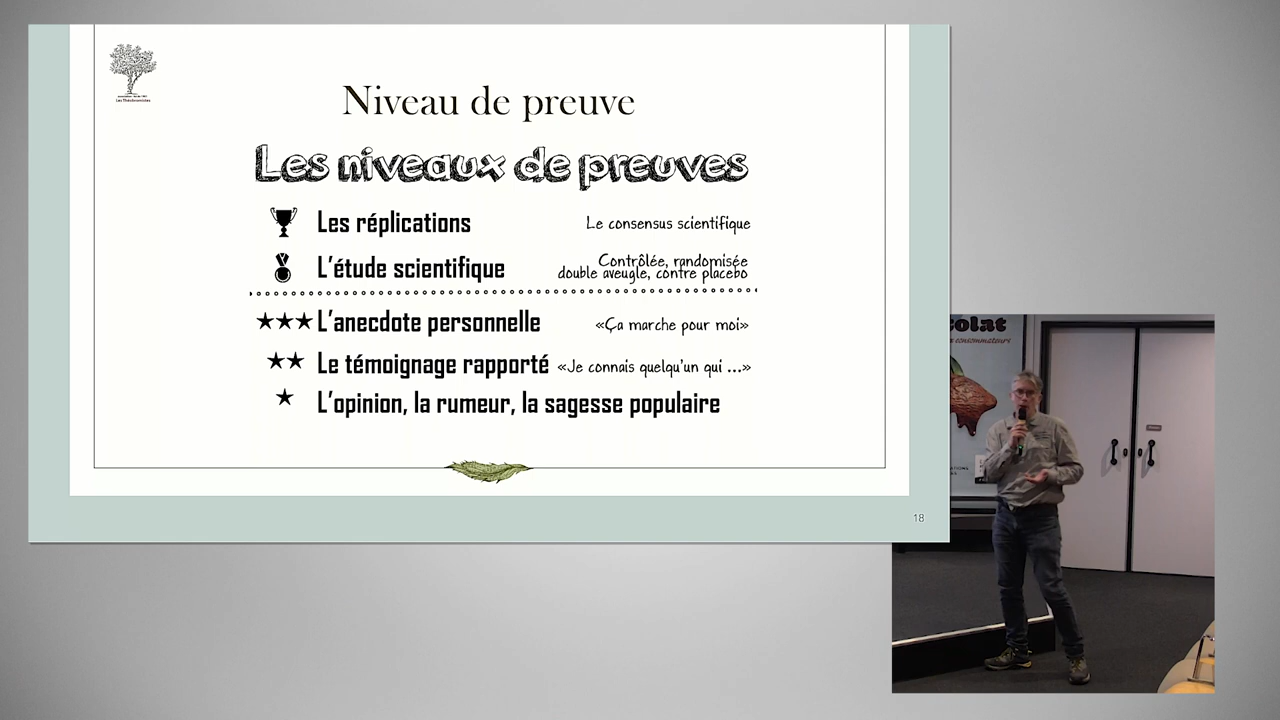 Les Théobromistes
Niveau de preuve
Les niveaux de preuves
Les réplications
Le consensus scientifique
L'étude scientifique
Contrôlée, randomisée
double aveugle, contre placebo
L'anecdote personnelle
«Ça marche pour moi»
Le témoignage rapporté
«Je connais quelqu'un qui ...»
L'opinion, la rumeur, la sagesse populaire
18